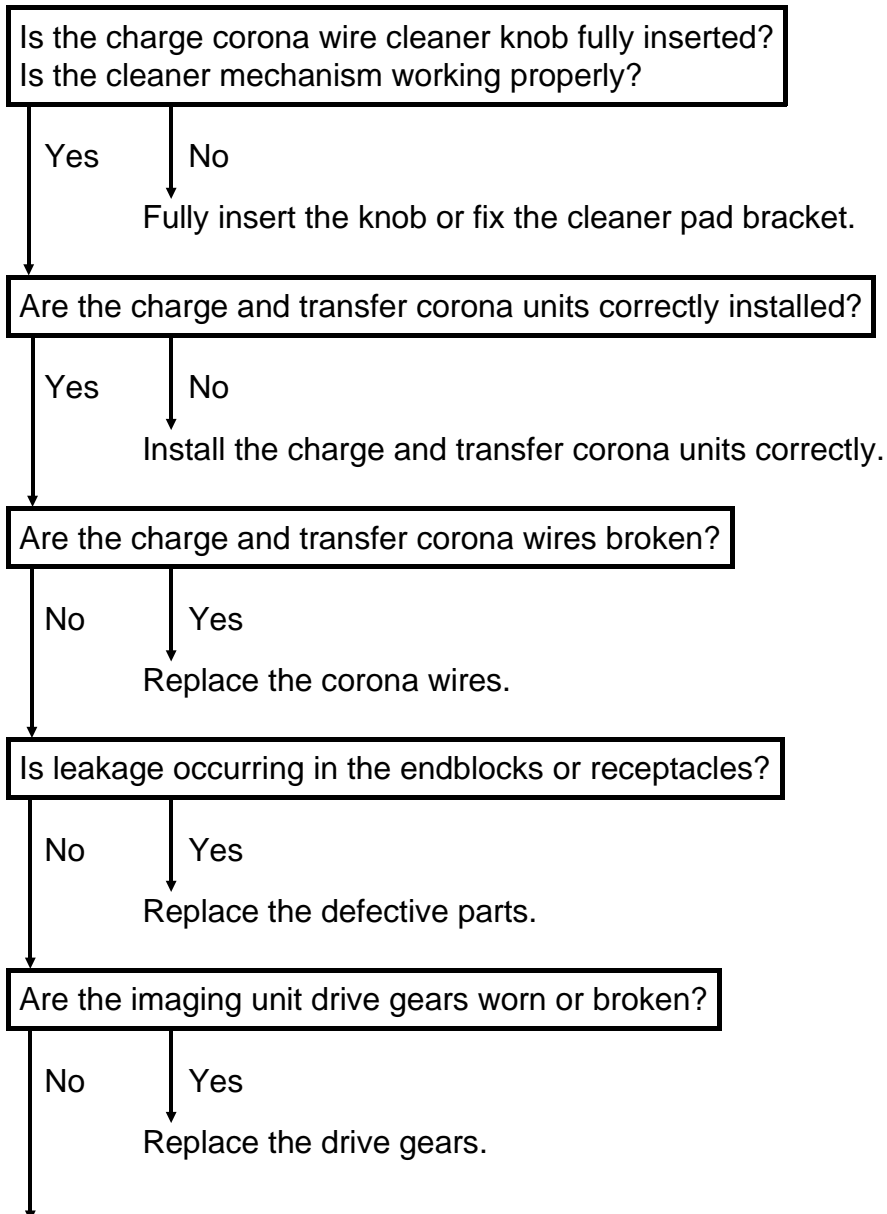 Is the charge corona wire cleaner knob fully inserted?
Is the cleaner mechanism working properly?
Yes No
Fully insert the knob or fix the cleaner pad bracket.
Are the charge and transfer corona units correctly installed?
Yes No
Install the charge and transfer corona units correctly.
Are the charge and transfer corona wires broken?
No Yes
Replace the corona wires.
Is leakage occurring in the endblocks or receptacles?
No Yes
Replace the defective parts.
Are the imaging unit drive gears worn or broken?
No Yes
Replace the drive gears.